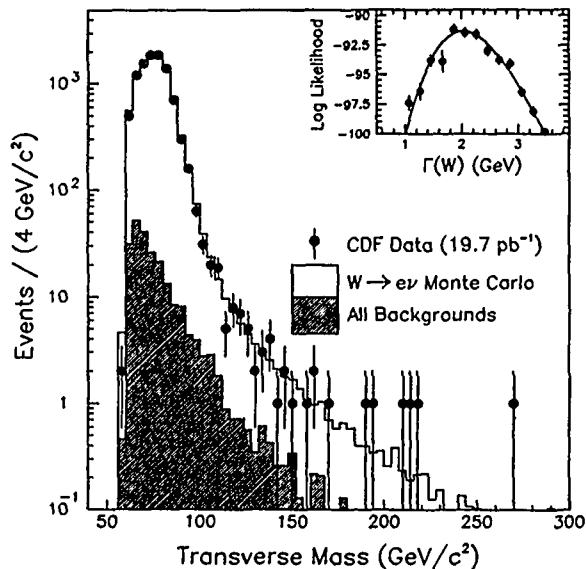 Events / (4 GeV/c²)
10³
10²
10
1
10⁻¹
50
100
150
200
250
300
Transverse Mass (GeV/c²)
Log Likelihood
-90
-92.5
-95
-97.5
-100
1
2
3
Γ(W) (GeV)
CDF Data (19.7 pb⁻¹)
W→eν Monte Carlo
All Backgrounds